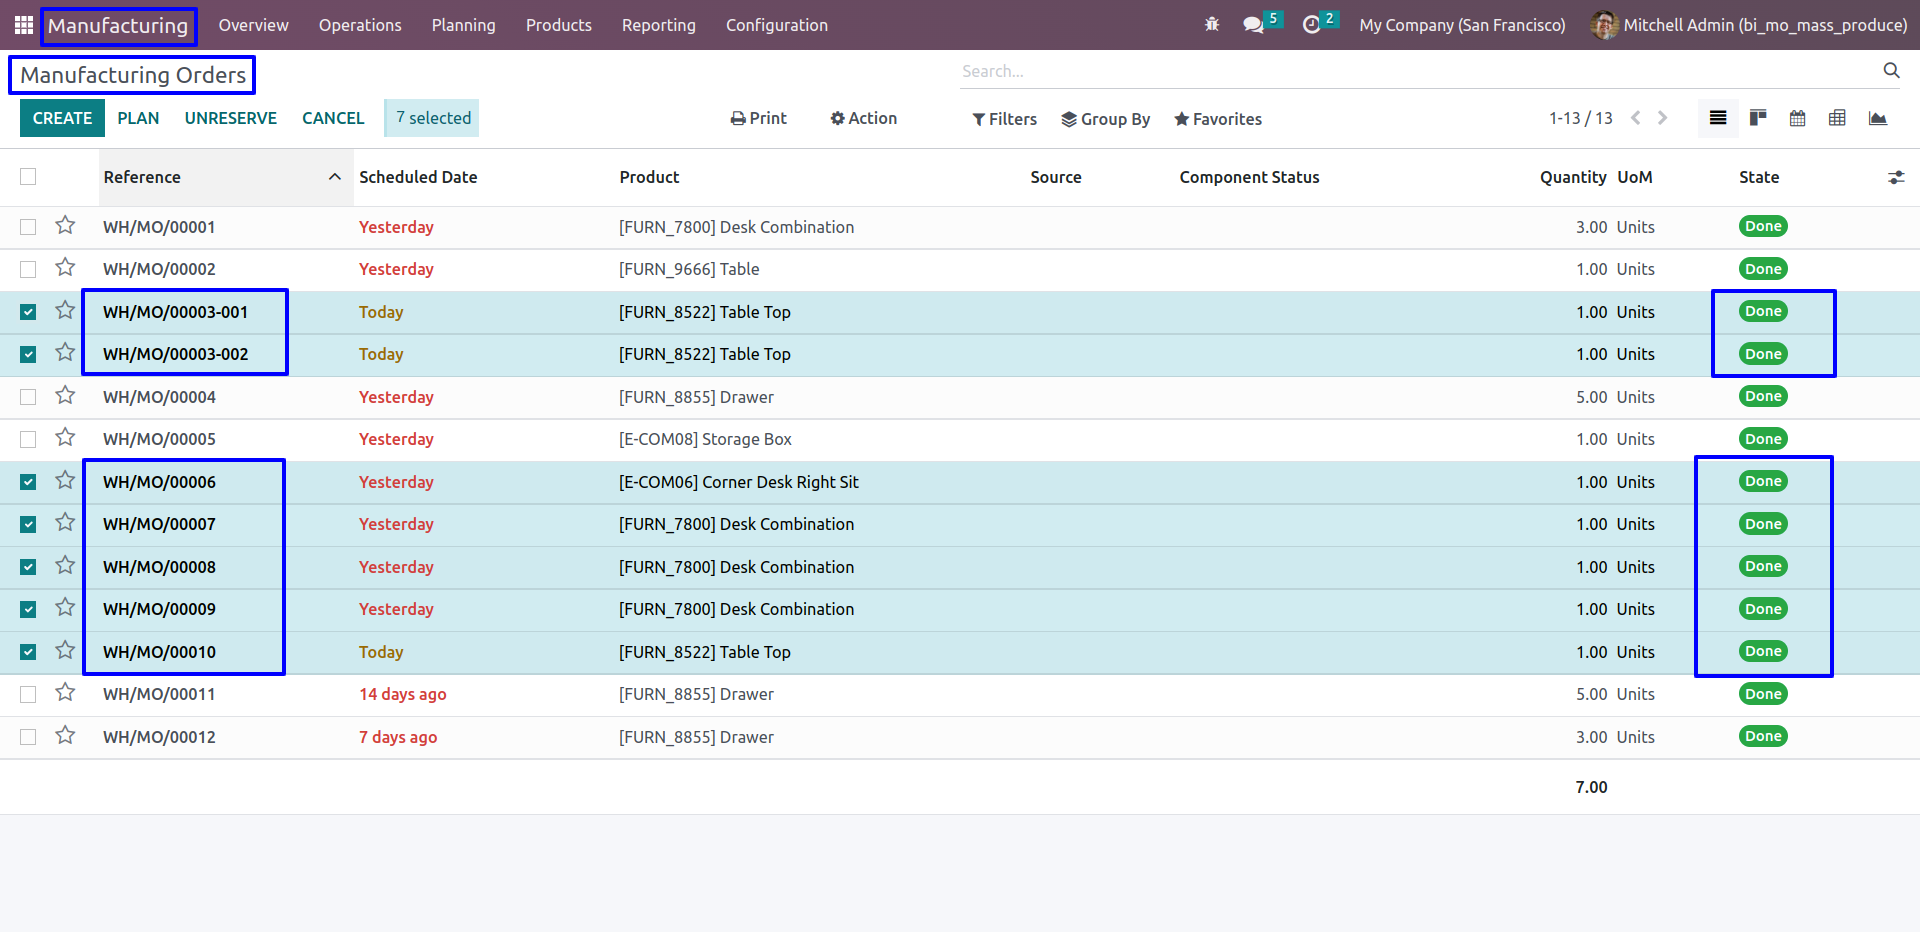 Manufacturing Overview Operations Planning Products Reporting Configuration 5 2 My Company (San Francisco) Mitchell Admin (bi_mo_mass_produce)
Manufacturing Orders Search...
CREATE PLAN UNRESERVE CANCEL 7 selected Print Action Filters Group By Favorites 1-13 / 13
Reference Scheduled Date Product Source Component Status Quantity UoM State
WH/MO/00001 Yesterday [FURN_7800] Desk Combination 3.00 Units Done
WH/MO/00002 Yesterday [FURN_9666] Table 1.00 Units Done
WH/MO/00003-001 Today [FURN_8522] Table Top 1.00 Units Done
WH/MO/00003-002 Today [FURN_8522] Table Top 1.00 Units Done
WH/MO/00004 Yesterday [FURN_8855] Drawer 5.00 Units Done
WH/MO/00005 Yesterday [E-COM08] Storage Box 1.00 Units Done
WH/MO/00006 Yesterday [E-COM06] Corner Desk Right Sit 1.00 Units Done
WH/MO/00007 Yesterday [FURN_7800] Desk Combination 1.00 Units Done
WH/MO/00008 Yesterday [FURN_7800] Desk Combination 1.00 Units Done
WH/MO/00009 Yesterday [FURN_7800] Desk Combination 1.00 Units Done
WH/MO/00010 Today [FURN_8522] Table Top 1.00 Units Done
WH/MO/00011 14 days ago [FURN_8855] Drawer 5.00 Units Done
WH/MO/00012 7 days ago [FURN_8855] Drawer 3.00 Units Done
7.00